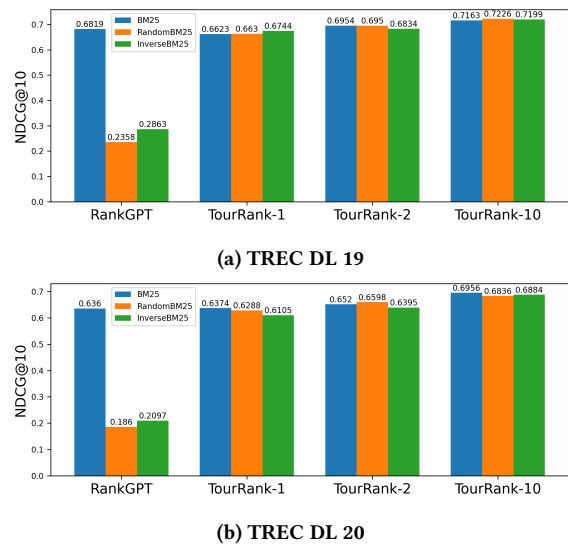 0.7
0.6
0.5
0.4
0.3
0.2
0.1
0.0
NDCG@10
BM25
RandomBM25
InverseBM25
0.6819 0.2358 0.2863
0.6623 0.663 0.6744
0.6954 0.695 0.6834
0.7163 0.7226 0.7199
RankGPT TourRank-1 TourRank-2 TourRank-10
(a) TREC DL 19
0.7
0.6
0.5
0.4
0.3
0.2
0.1
0.0
NDCG@10
BM25
RandomBM25
InverseBM25
0.636 0.186 0.2097
0.6374 0.6288 0.6105
0.652 0.6598 0.6395
0.6956 0.6836 0.6884
RankGPT TourRank-1 TourRank-2 TourRank-10
(b) TREC DL 20